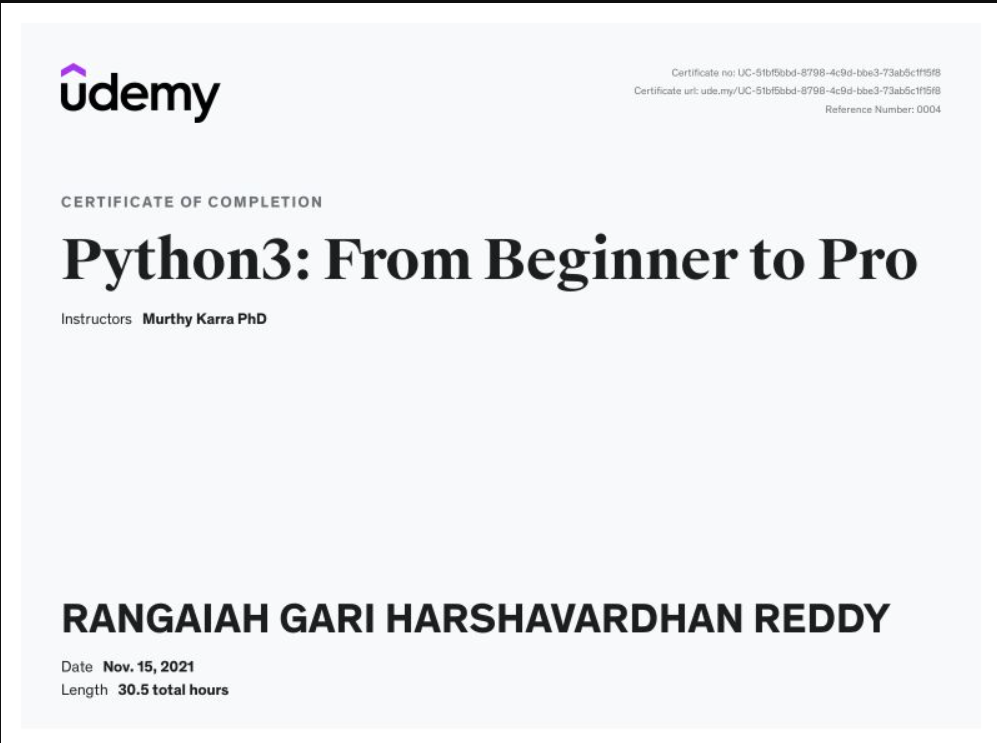 udemy
Certificate no: UC-51bf5bbd-8798-4c9d-bbe3-73ab5c1f15f8
Certificate url: ude.my/UC-51bf5bbd-8798-4c9d-bbe3-73ab5c1f15f8
Reference Number: 0004
CERTIFICATE OF COMPLETION
Python3: From Beginner to Pro
Instructors Murthy Karra PhD
RANGAIAH GARI HARSHAVARDHAN REDDY
Date Nov. 15, 2021
Length 30.5 total hours